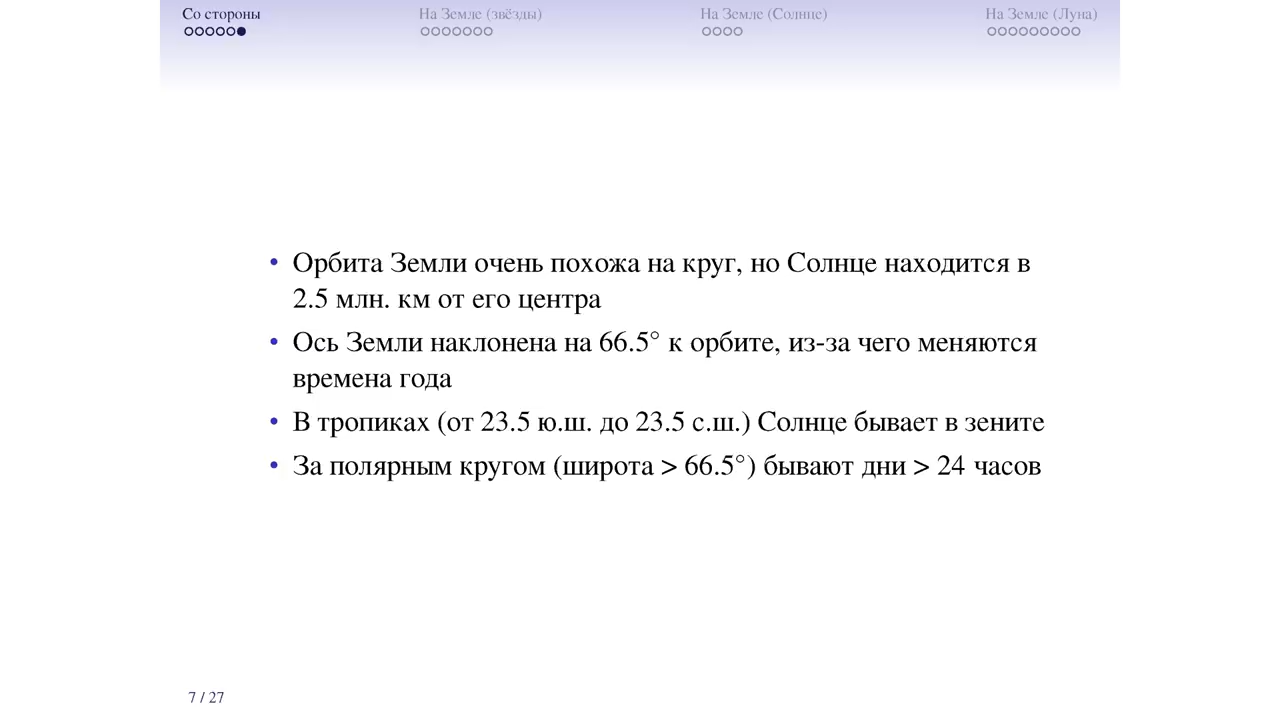 Со стороны
На Земле (звёзды)
На Земле (Солнце)
На Земле (Луна)
• Орбита Земли очень похожа на круг, но Солнце находится в
2.5 млн. км от его центра
• Ось Земли наклонена на 66.5° к орбите, из-за чего меняются
времена года
• В тропиках (от 23.5 ю.ш. до 23.5 с.ш.) Солнце бывает в зените
• За полярным кругом (широта > 66.5°) бывают дни > 24 часов
7 / 27